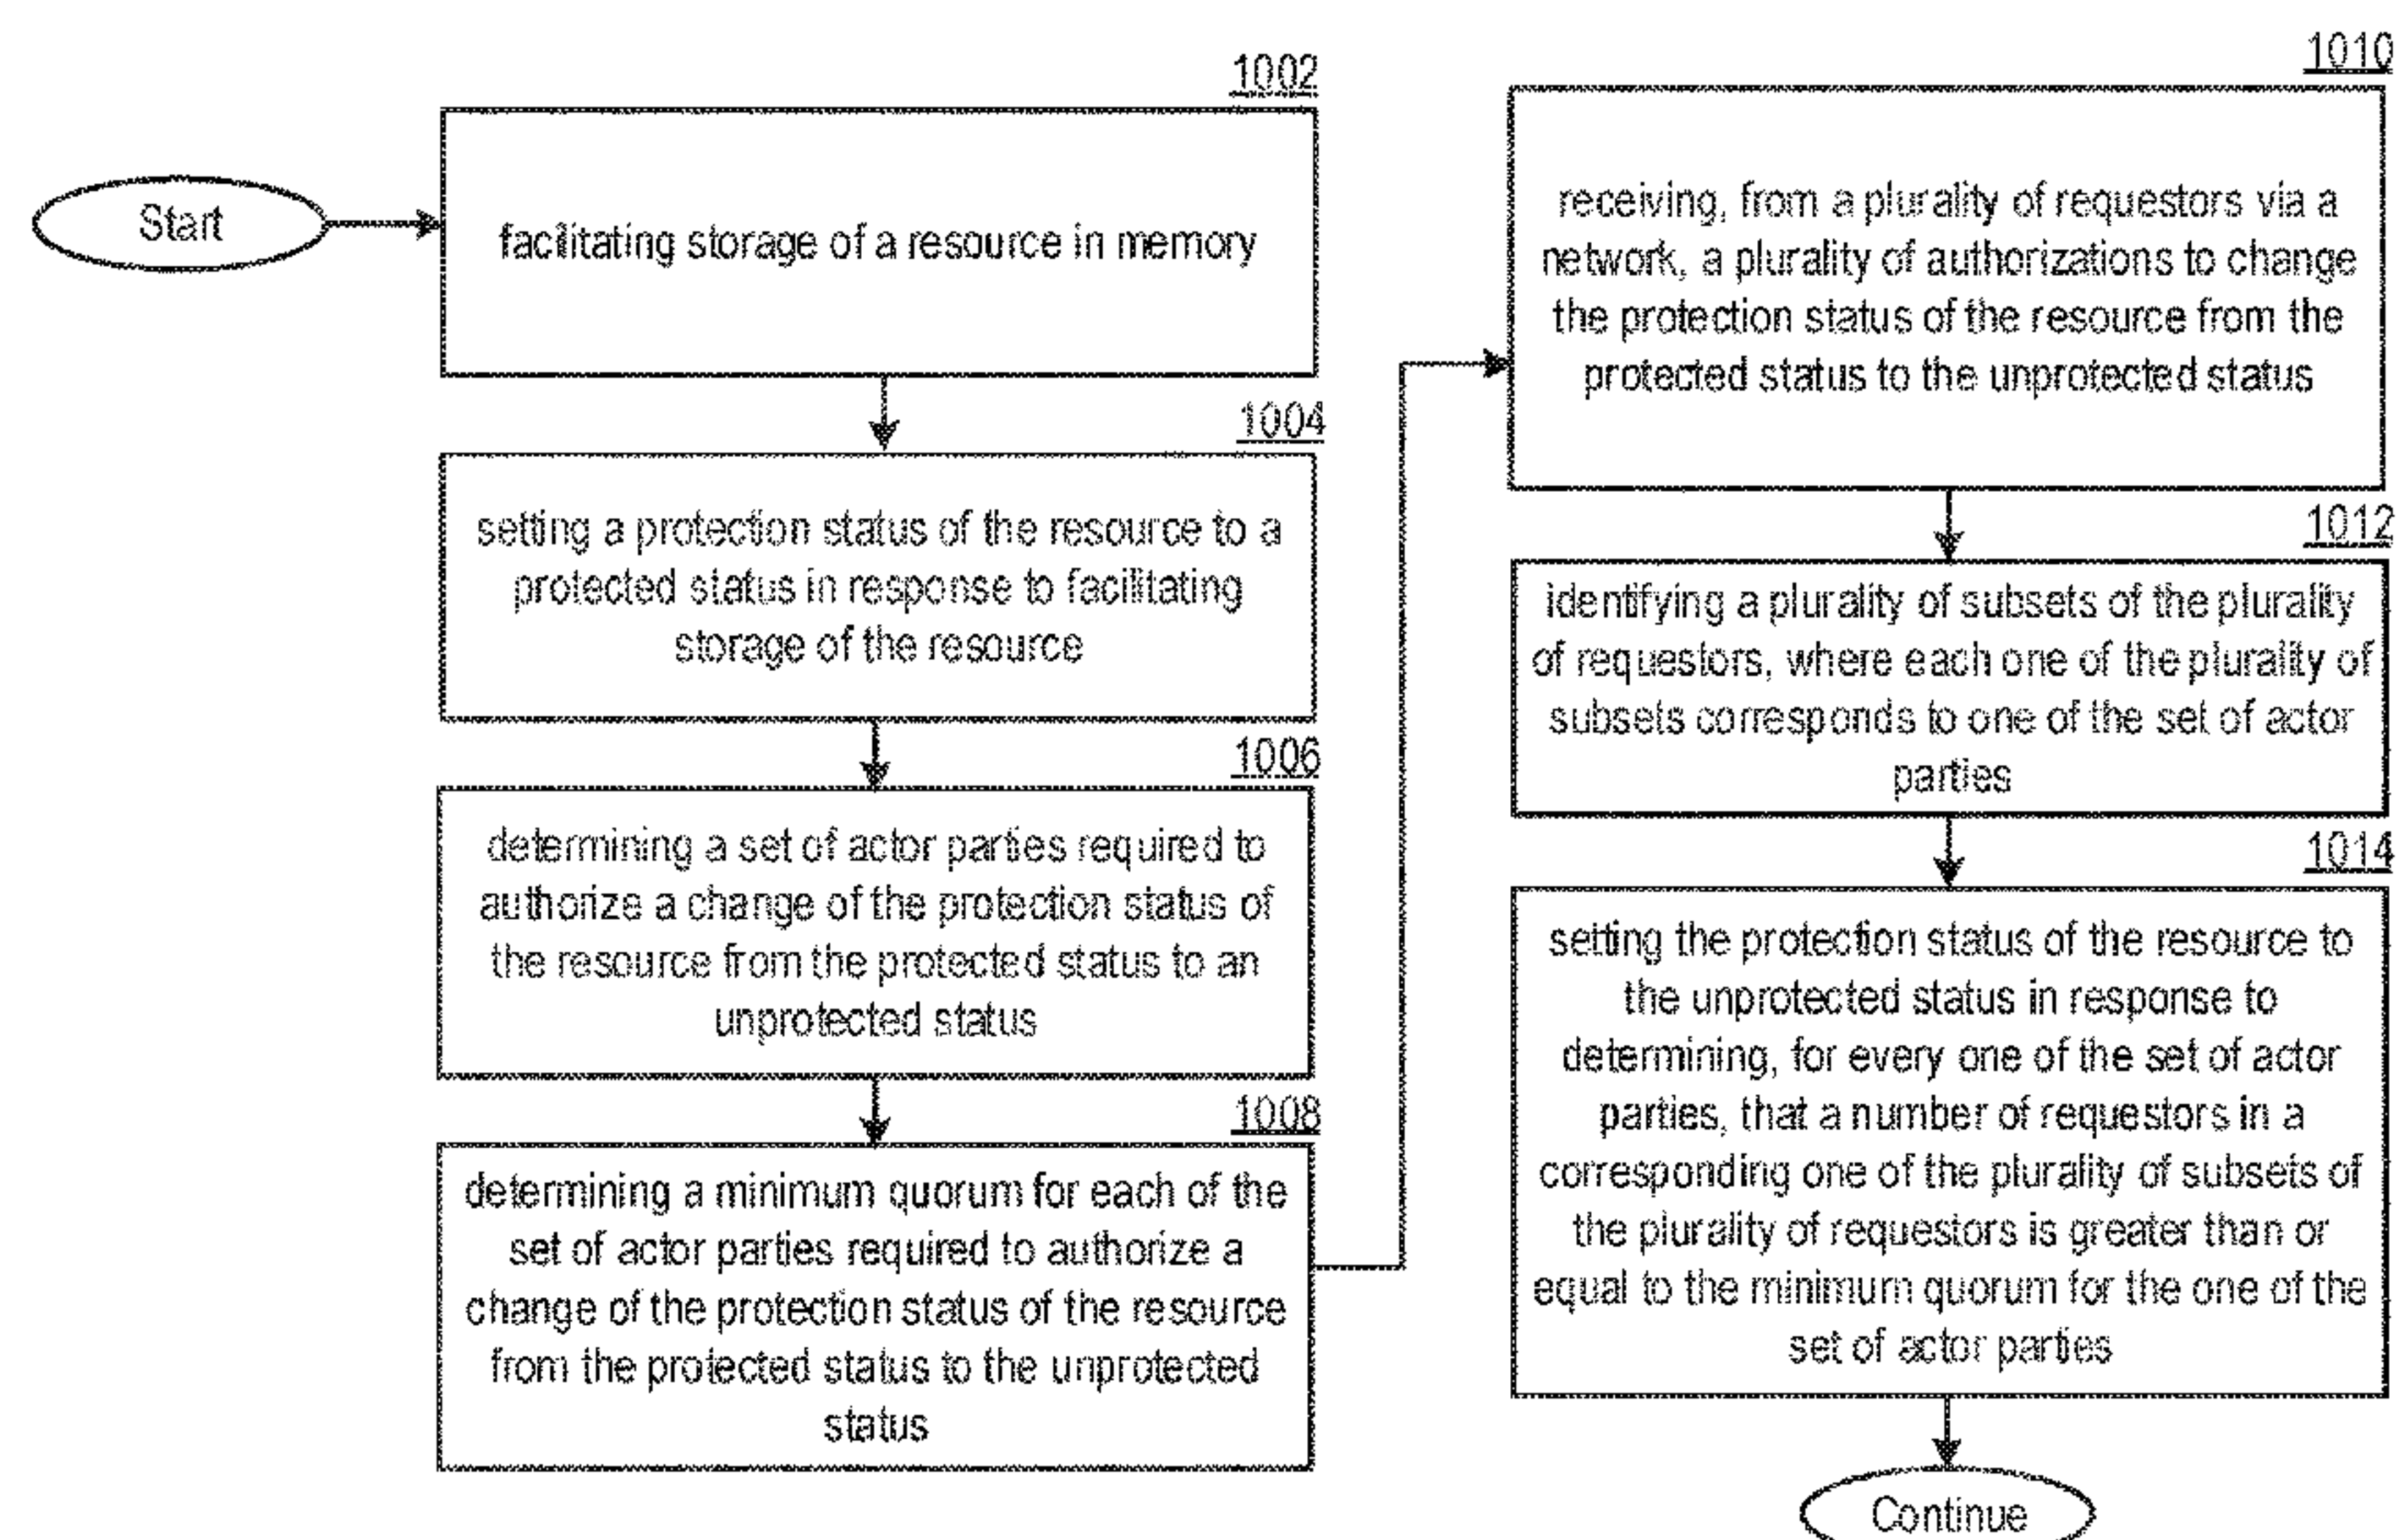 Start
1002
facilitating storage of a resource in memory
1004
setting a protection status of the resource to a
protected status in response to facilitating
storage of the resource
1006
determining a set of actor parties required to
authorize a change of the protection status of
the resource from the protected status to an
unprotected status
1008
determining a minimum quorum for each of the
set of actor parties required to authorize a
change of the protection status of the resource
from the protected status to the unprotected
status
1010
receiving, from a plurality of requestors via a
network, a plurality of authorizations to change
the protection status of the resource from the
protected status to the unprotected status
1012
identifying a plurality of subsets of the plurality
of requestors, where each one of the plurality of
subsets corresponds to one of the set of actor
parties
1014
setting the protection status of the resource to
the unprotected status in response to
determining, for every one of the set of actor
parties, that a number of requestors in a
corresponding one of the plurality of subsets of
the plurality of requestors is greater than or
equal to the minimum quorum for the one of the
set of actor parties
Continue